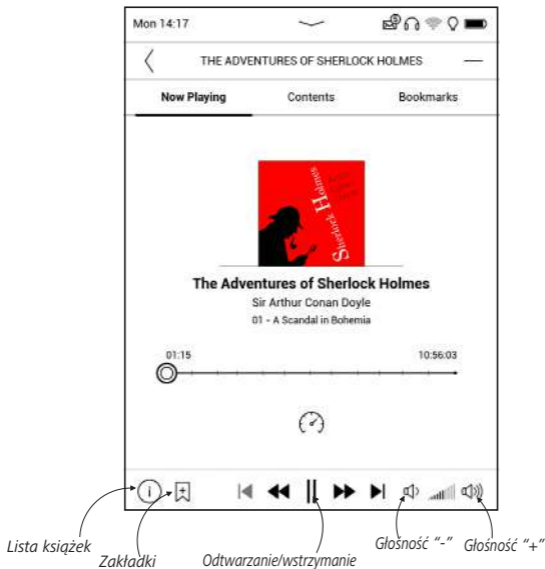 Mon 14:17
THE ADVENTURES OF SHERLOCK HOLMES
Now Playing Contents Bookmarks
Sherlock Holmes
The Adventures of Sherlock Holmes
Sir Arthur Conan Doyle
01 - A Scandal in Bohemia
01:15 10:56:03
Lista książek
Zakładki
Odtwarzanie/wstrzymanie
Głośność "-"
Głośność "+"